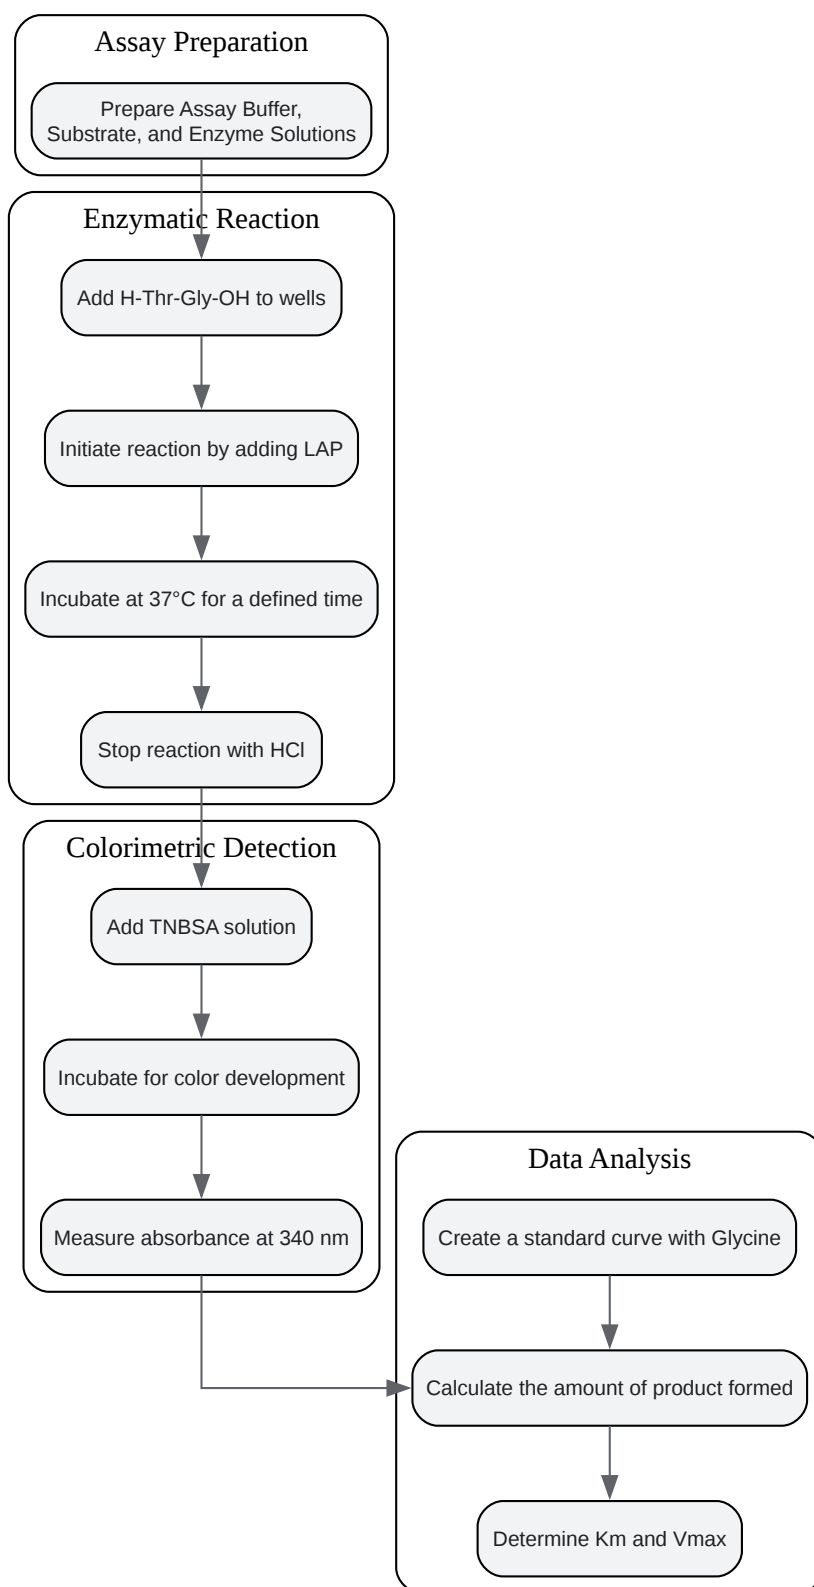 Assay Preparation
Prepare Assay Buffer,
Substrate, and Enzyme Solutions
Enzymatic Reaction
Add H-Thr-Gly-OH to wells
Initiate reaction by adding LAP
Incubate at 37°C for a defined time
Stop reaction with HCl
Colorimetric Detection
Add TNBSA solution
Incubate for color development
Measure absorbance at 340 nm
Data Analysis
Create a standard curve with Glycine
Calculate the amount of product formed
Determine Km and Vmax